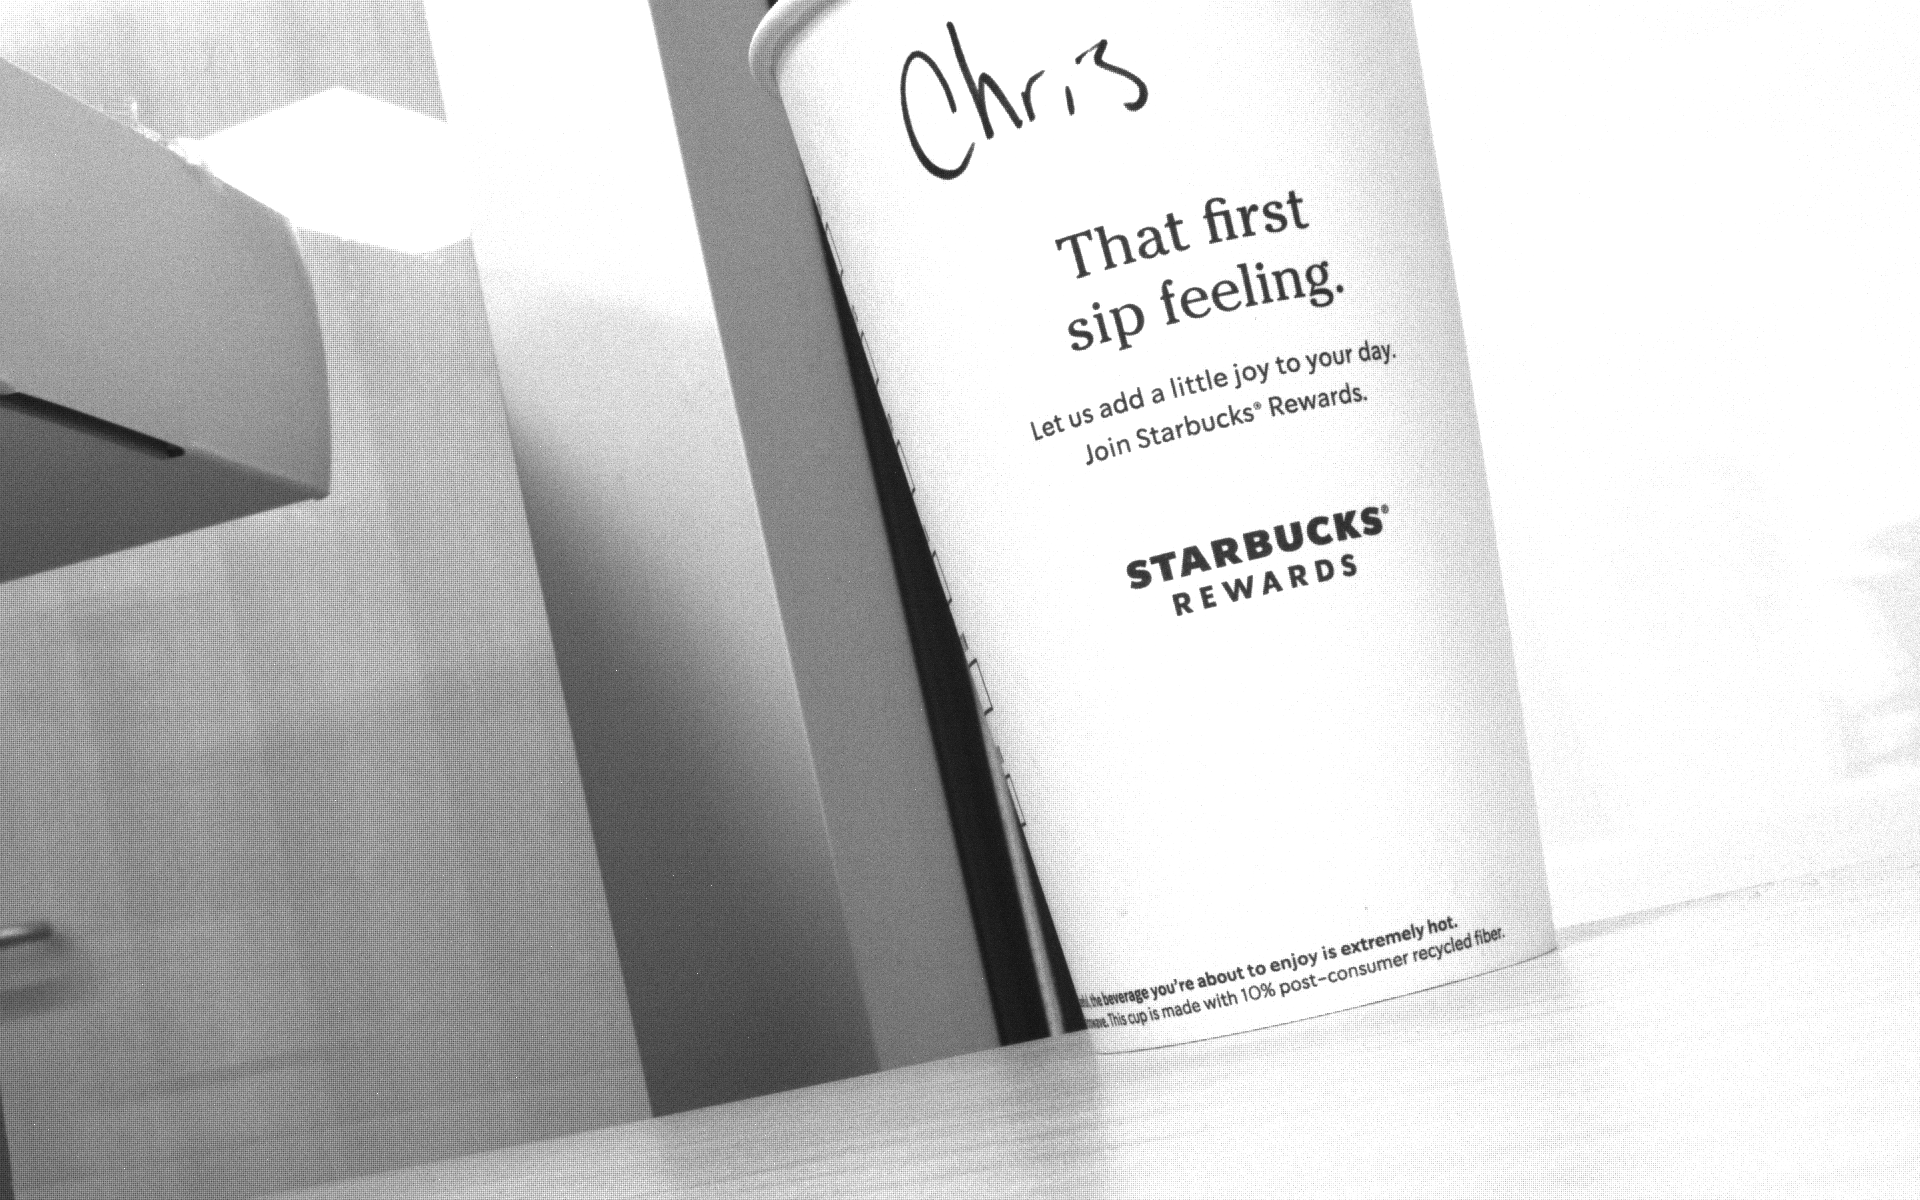 Chris
That first
sip feeling.
Let us add a little joy to your day.
Join Starbucks® Rewards.
STARBUCKS®
REWARDS
the beverage you're about to enjoy is extremely hot.
This cup is made with 10% post-consumer recycled fiber.